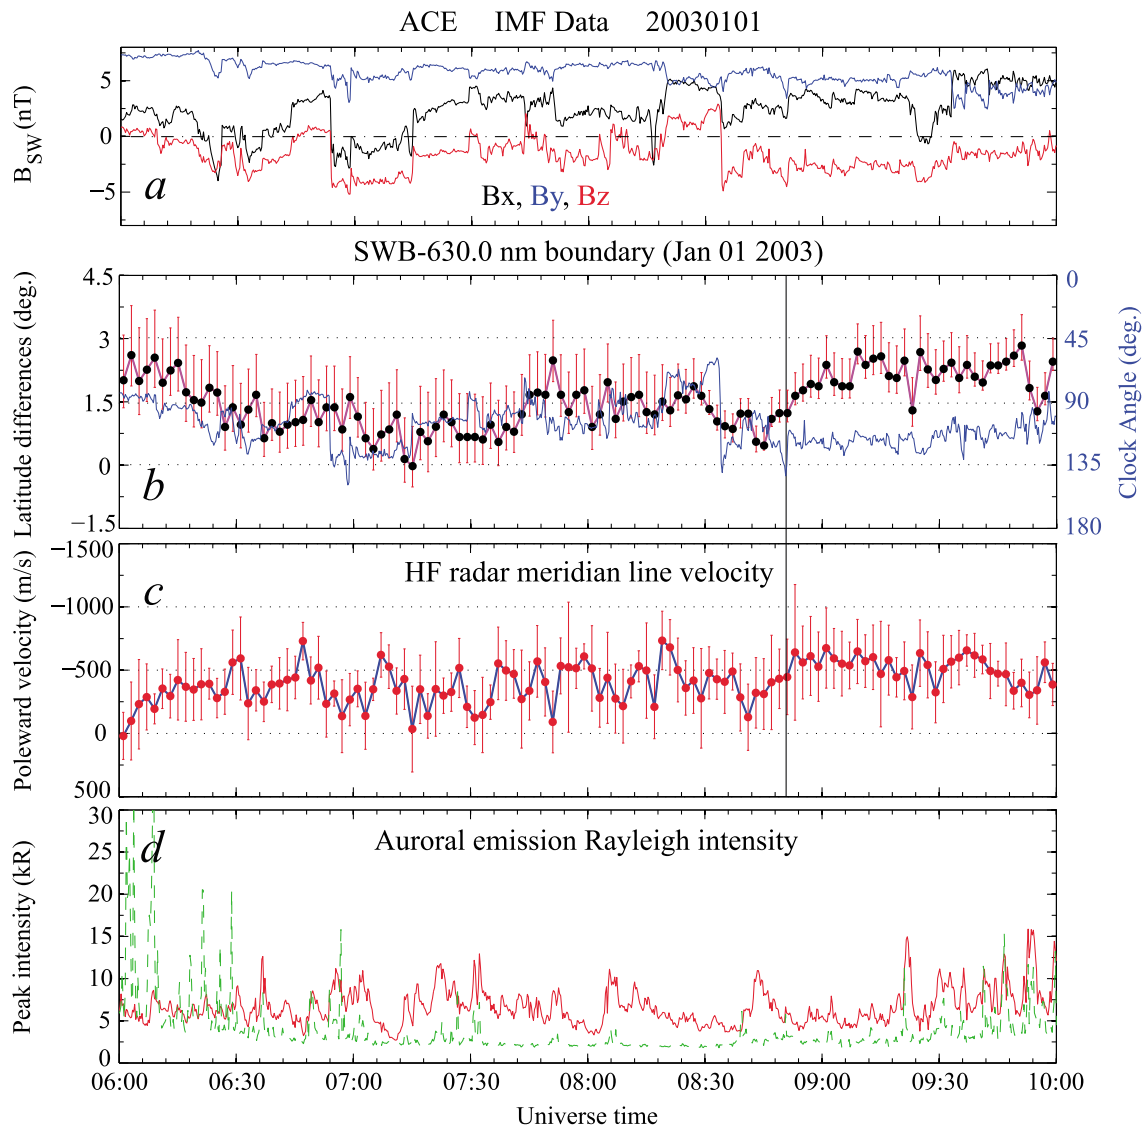 ACE IMF Data 20030101
B_SW (nT)
5
0
−5
a
Bx, By, Bz
SWB-630.0 nm boundary (Jan 01 2003)
Latitude differences (deg.)
4.5
3
1.5
0
−1.5
b
0
45
90
135
180
Clock Angle (deg.)
Poleward velocity (m/s)
−1500
−1000
−500
0
500
c
HF radar meridian line velocity
Peak intensity (kR)
30
25
20
15
10
5
0
d
Auroral emission Rayleigh intensity
06:00 06:30 07:00 07:30 08:00 08:30 09:00 09:30 10:00
Universe time